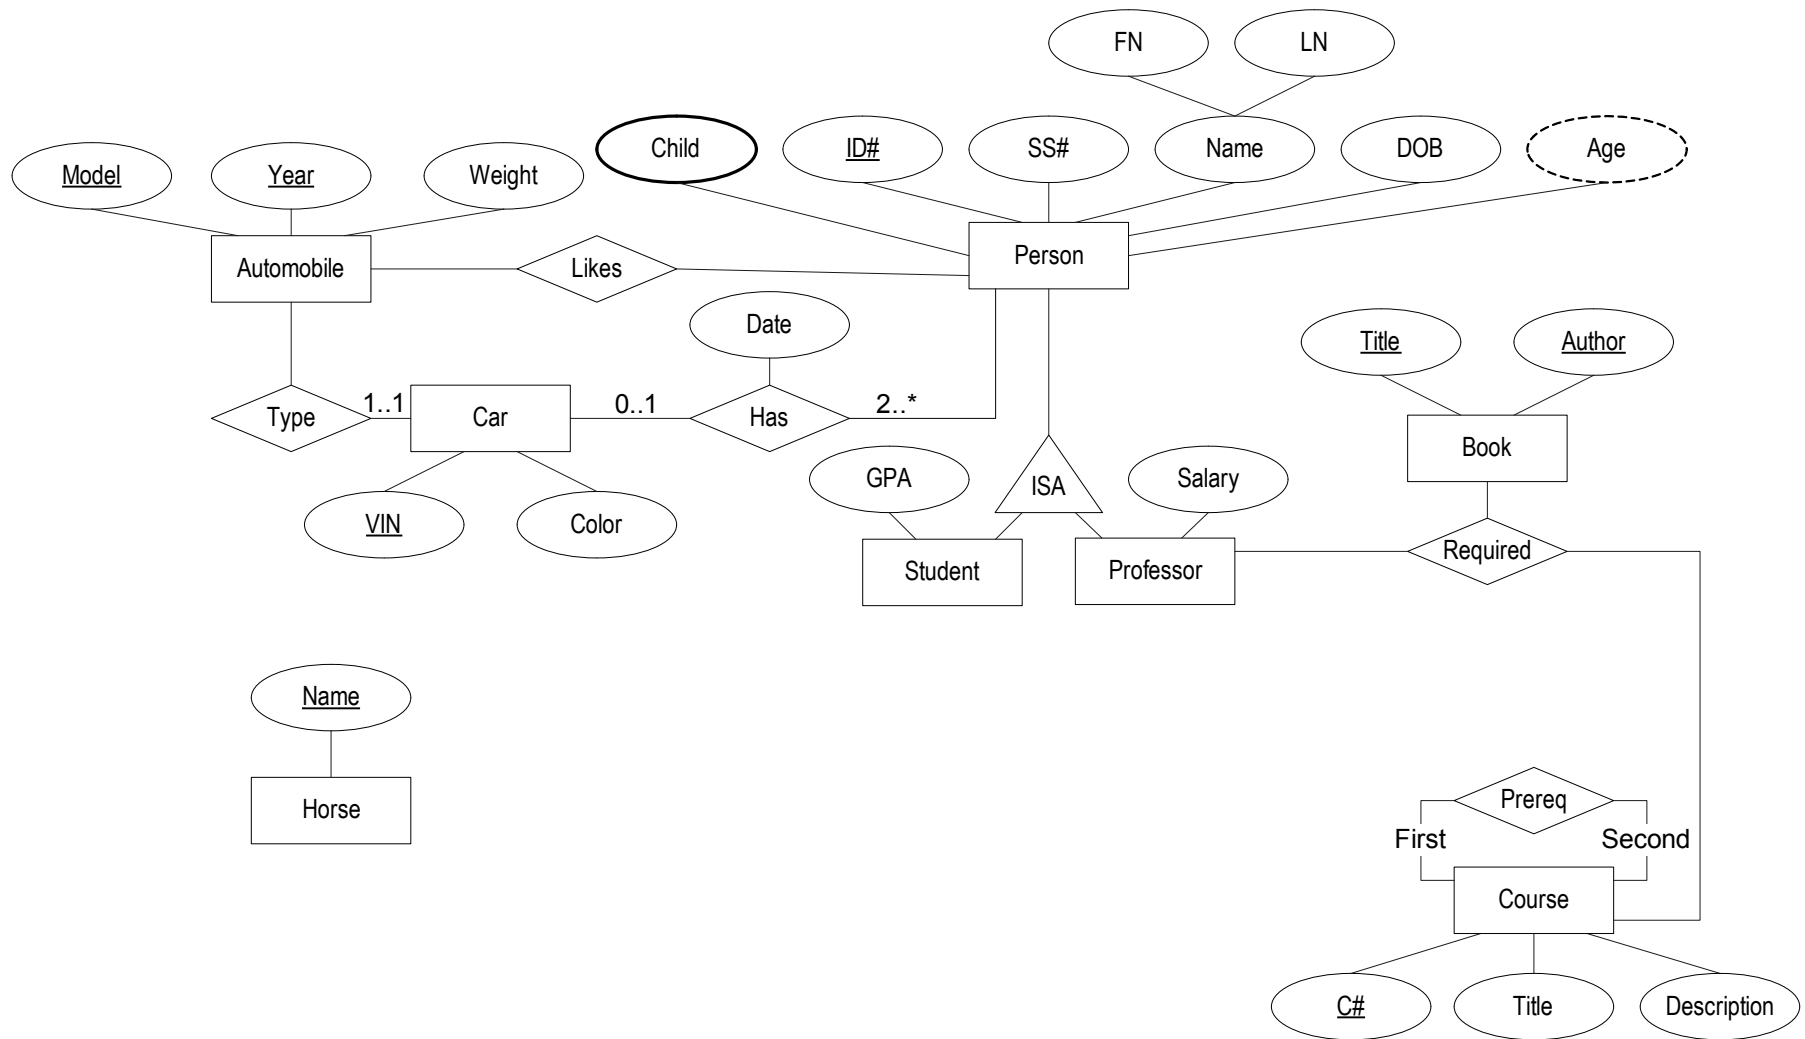 FN
LN
Child
ID#
SS#
Name
DOB
Age
Model
Year
Weight
Automobile
Likes
Person
Date
Title
Author
Type
1..1
Car
0..1
Has
2..*
Book
GPA
ISA
Salary
VIN
Color
Student
Professor
Required
Name
Horse
Prereq
First
Second
Course
C#
Title
Description